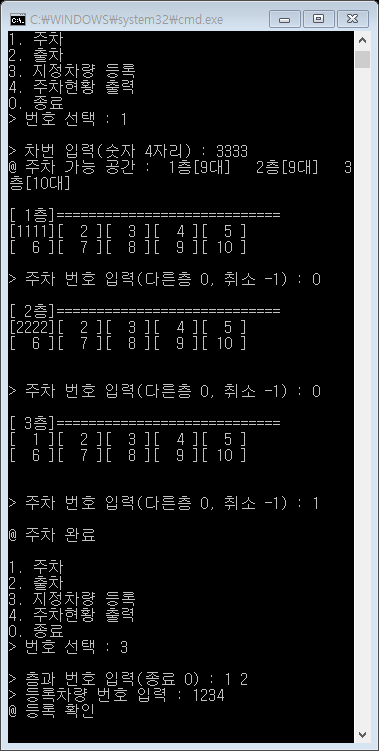 C:₩WINDOWS₩system32₩cmd.exe
1. 주차
2. 출차
3. 지정차량 등록
4. 주차현황 출력
0. 종료
> 번호 선택 : 1
> 차번 입력(숫자 4자리) : 3333
@ 주차 가능 공간 :  1층[9대]   2층[9대]   3
층[10대]
[ 1층]============================
[1111][  2 ][  3 ][  4 ][  5 ]
[  6 ][  7 ][  8 ][  9 ][ 10 ]
> 주차 번호 입력(다른층 0, 취소 -1) : 0
[ 2층]============================
[2222][  2 ][  3 ][  4 ][  5 ]
[  6 ][  7 ][  8 ][  9 ][ 10 ]
> 주차 번호 입력(다른층 0, 취소 -1) : 0
[ 3층]============================
[  1 ][  2 ][  3 ][  4 ][  5 ]
[  6 ][  7 ][  8 ][  9 ][ 10 ]
> 주차 번호 입력(다른층 0, 취소 -1) : 1
@ 주차 완료
1. 주차
2. 출차
3. 지정차량 등록
4. 주차현황 출력
0. 종료
> 번호 선택 : 3
> 층과 번호 입력(종료 0) : 1 2
> 등록차량 번호 입력 : 1234
@ 등록 확인